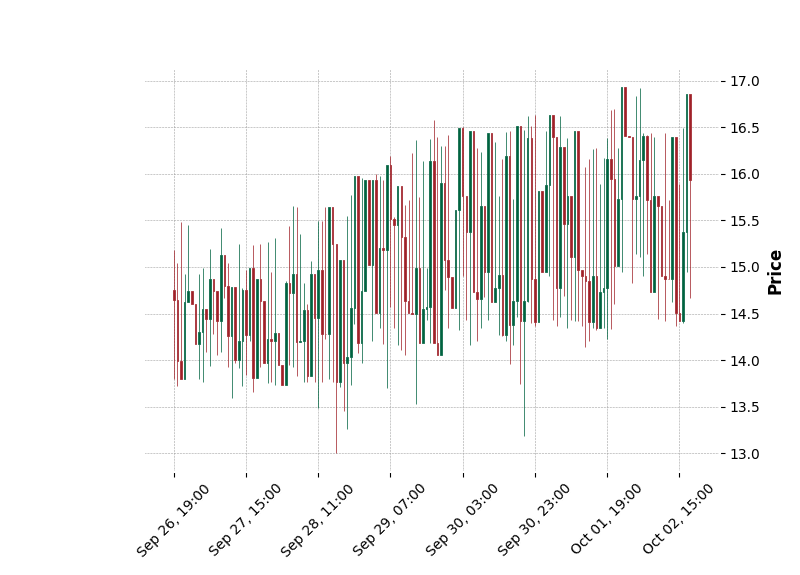 17.0
16.5
16.0
15.5
15.0
14.5
14.0
13.5
13.0
Price
Sep 26, 19:00
Sep 27, 15:00
Sep 28, 11:00
Sep 29, 07:00
Sep 30, 03:00
Sep 30, 23:00
Oct 01, 19:00
Oct 02, 15:00